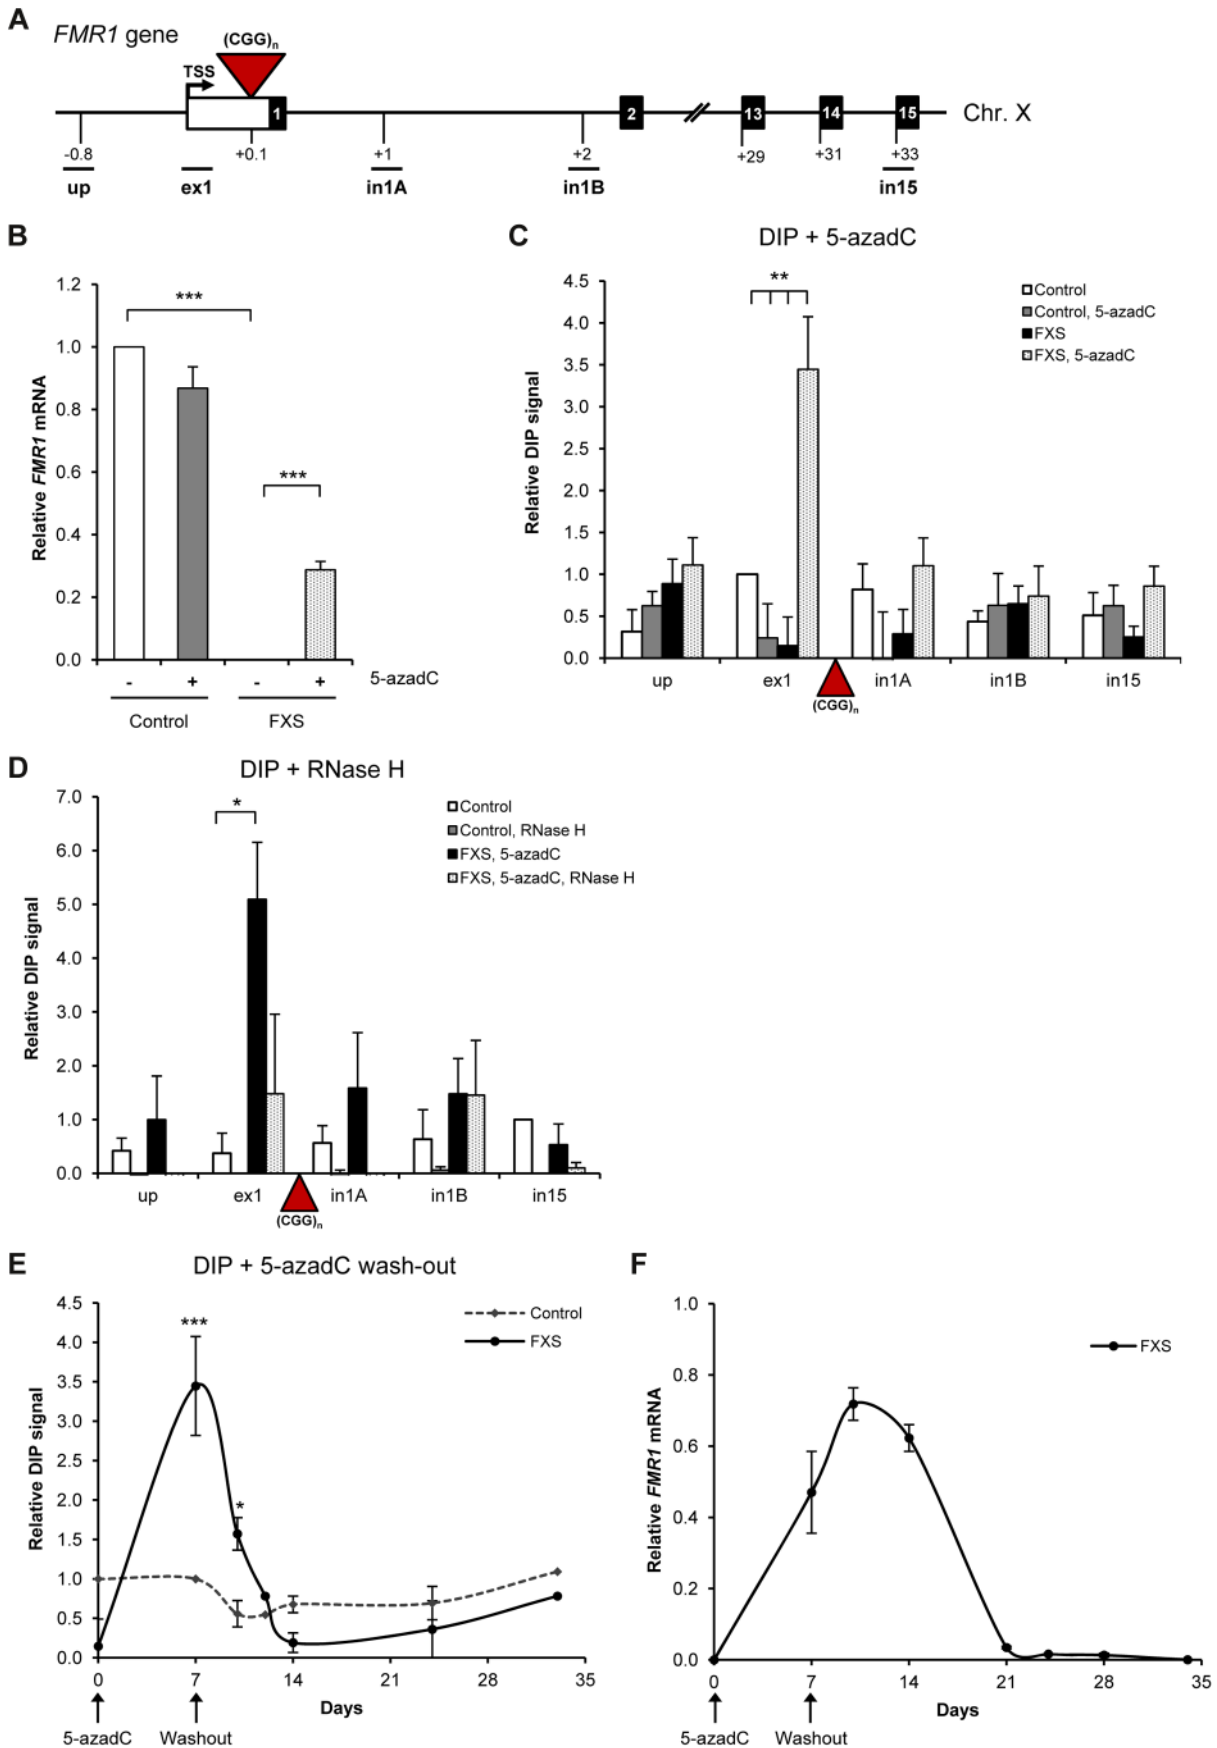 A
FMR1 gene
(CGG)n
TSS
1
2
13
14
15
Chr. X
-0.8
+0.1
+1
+2
+29
+31
+33
up
ex1
in1A
in1B
in15
B
1.2
1.0
0.8
0.6
0.4
0.2
0.0
Relative FMR1 mRNA
***
***
- + - +
5-azadC
Control
FXS
C
DIP + 5-azadC
4.5
4.0
3.5
3.0
2.5
2.0
1.5
1.0
0.5
0.0
Relative DIP signal
**
Control
Control, 5-azadC
FXS
FXS, 5-azadC
up
ex1
in1A
in1B
in15
(CGG)n
D
DIP + RNase H
7.0
6.0
5.0
4.0
3.0
2.0
1.0
0.0
Relative DIP signal
*
Control
Control, RNase H
FXS, 5-azadC
FXS, 5-azadC, RNase H
up
ex1
in1A
in1B
in15
(CGG)n
E
DIP + 5-azadC wash-out
4.5
4.0
3.5
3.0
2.5
2.0
1.5
1.0
0.5
0.0
Relative DIP signal
***
*
Control
FXS
0 7 14 21 28 35
Days
5-azadC
Washout
F
1.0
0.8
0.6
0.4
0.2
0.0
Relative FMR1 mRNA
FXS
0 7 14 21 28 35
Days
5-azadC
Washout